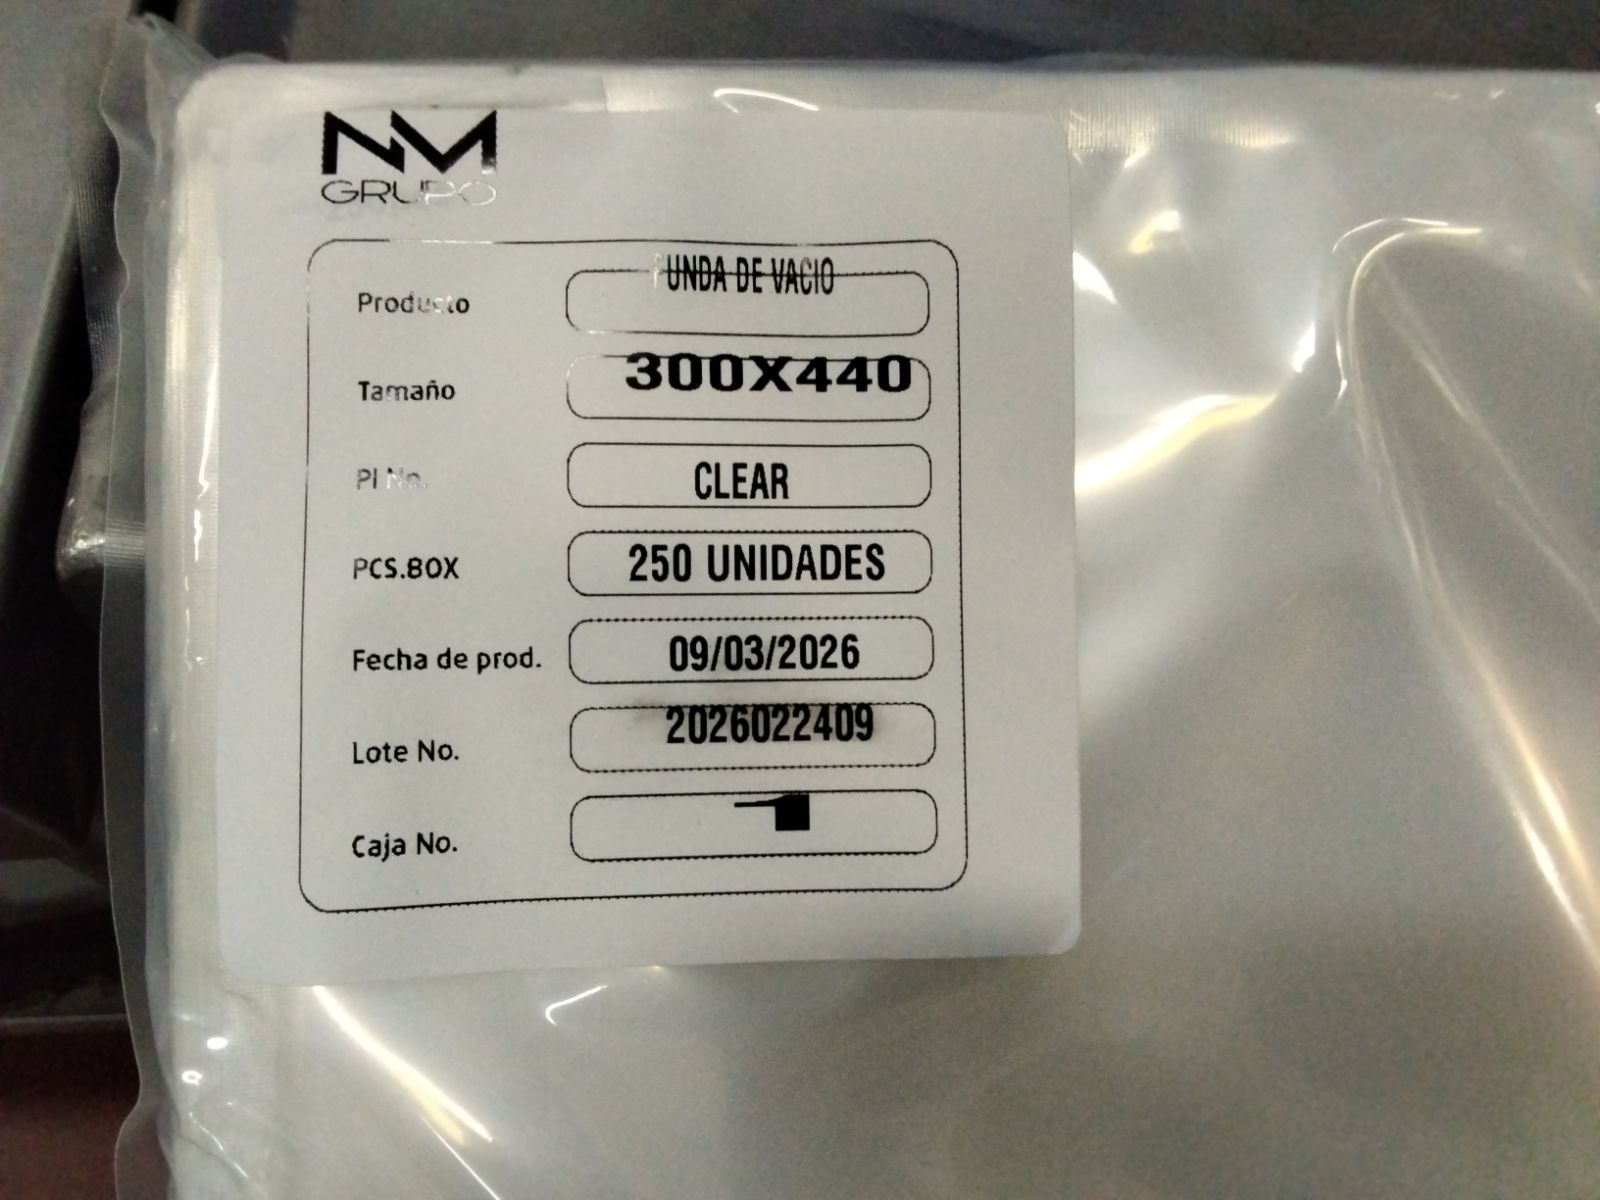 NM
GRUPO
Producto FUNDA DE VACIO
Tamaño 300X440
PI No. CLEAR
PCS.BOX 250 UNIDADES
Fecha de prod. 09/03/2026
Lote No. 2026022409
Caja No.